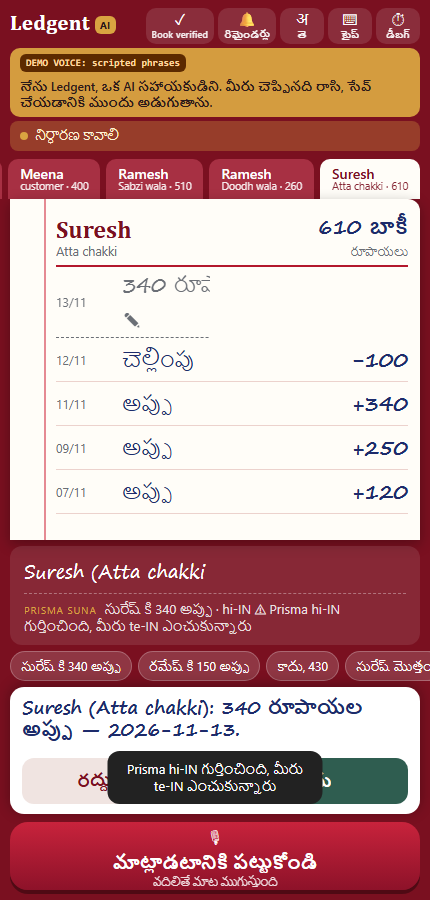 Ledgent AI
✓ Book verified
🔔 రిమైండర్లు
अ తె
⌨ టైప్
⏱ డీబగ్
DEMO VOICE: scripted phrases
నేను Ledgent, ఒక AI సహాయకుడిని. మీరు చెప్పినది రాసి, సేవ్
చేయడానికి ముందు అడుగుతాను.
నిర్ధారణ కావాలి
Meena
customer · 400
Ramesh
Sabzi wala · 510
Ramesh
Doodh wala · 260
Suresh
Atta chakki · 610
Suresh
610 బాకీ
Atta chakki
రూపాయలు
13/11 340
12/11 చెల్లింపు -100
11/11 అప్పు +340
09/11 అప్పు +250
07/11 అప్పు +120
Suresh (Atta chakki
PRISMA SUNA సురేష్ కి 340 అప్పు · hi-IN ⚠ Prisma hi-IN
గుర్తించింది, మీరు te-IN ఎంచుకున్నారు
సురేష్ కి 340 అప్పు
రమేష్ కి 150 అప్పు
కాదు, 430
సురేష్
Suresh (Atta chakki): 340 రూపాయల
అప్పు — 2026-11-13.
Prisma hi-IN గుర్తించింది, మీరు
te-IN ఎంచుకున్నారు
మాట్లాడటానికి పట్టుకోండి
వదిలితే మాట ముగుస్తుంది